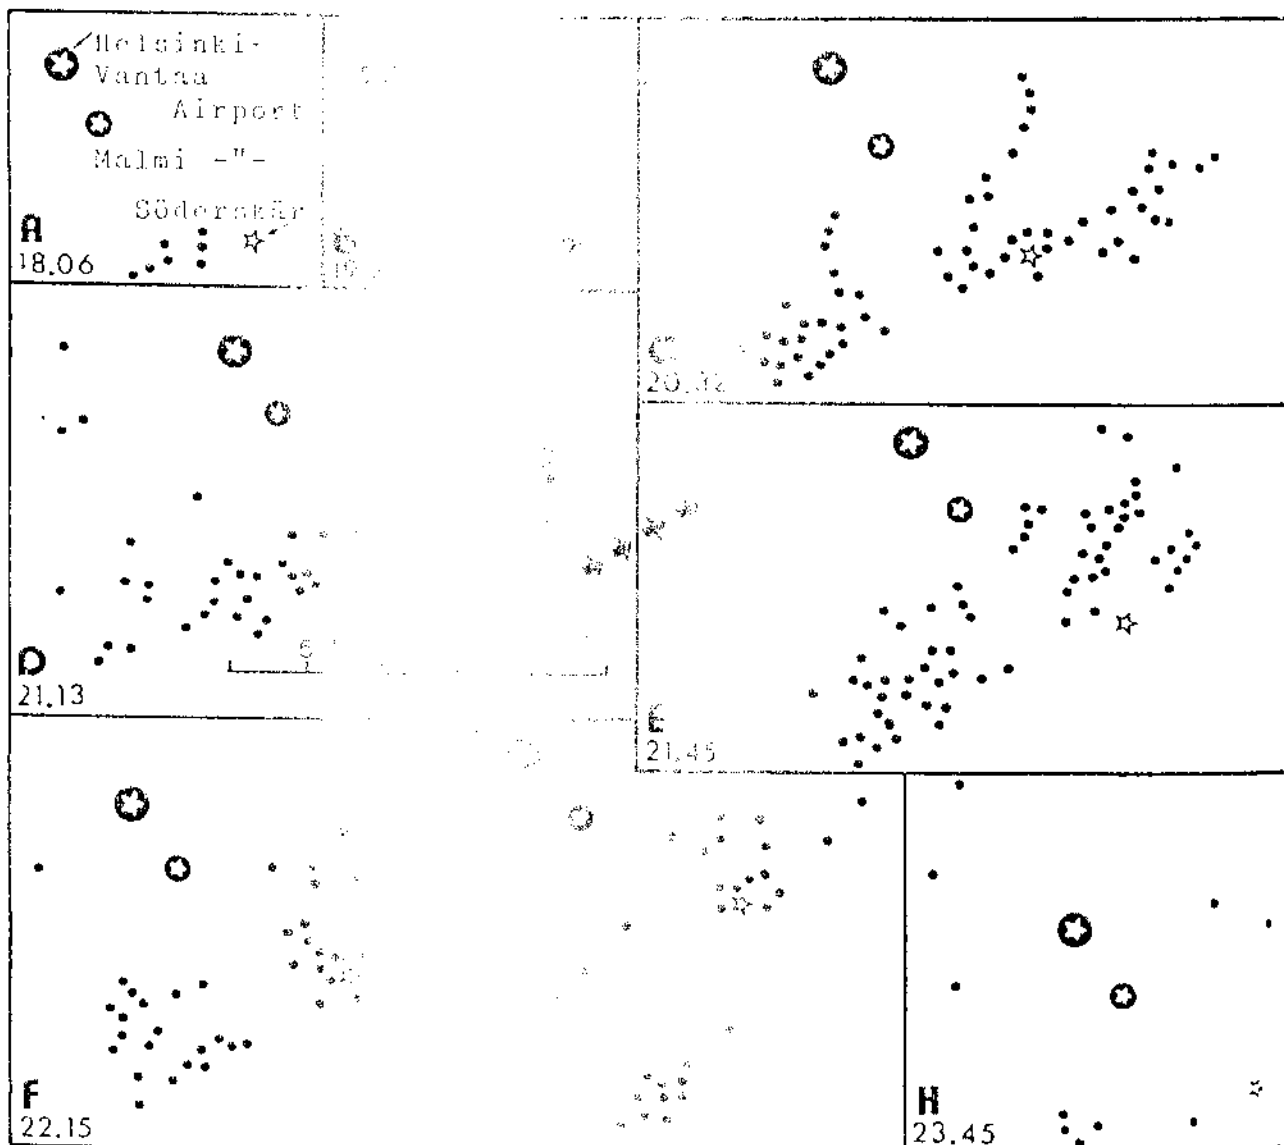 Helsinki-
Vantaa
Airport
Malmi -"-
Söderskär
A
18.06
C
20.32
D
21.13
E
21.45
F
22.15
H
23.45